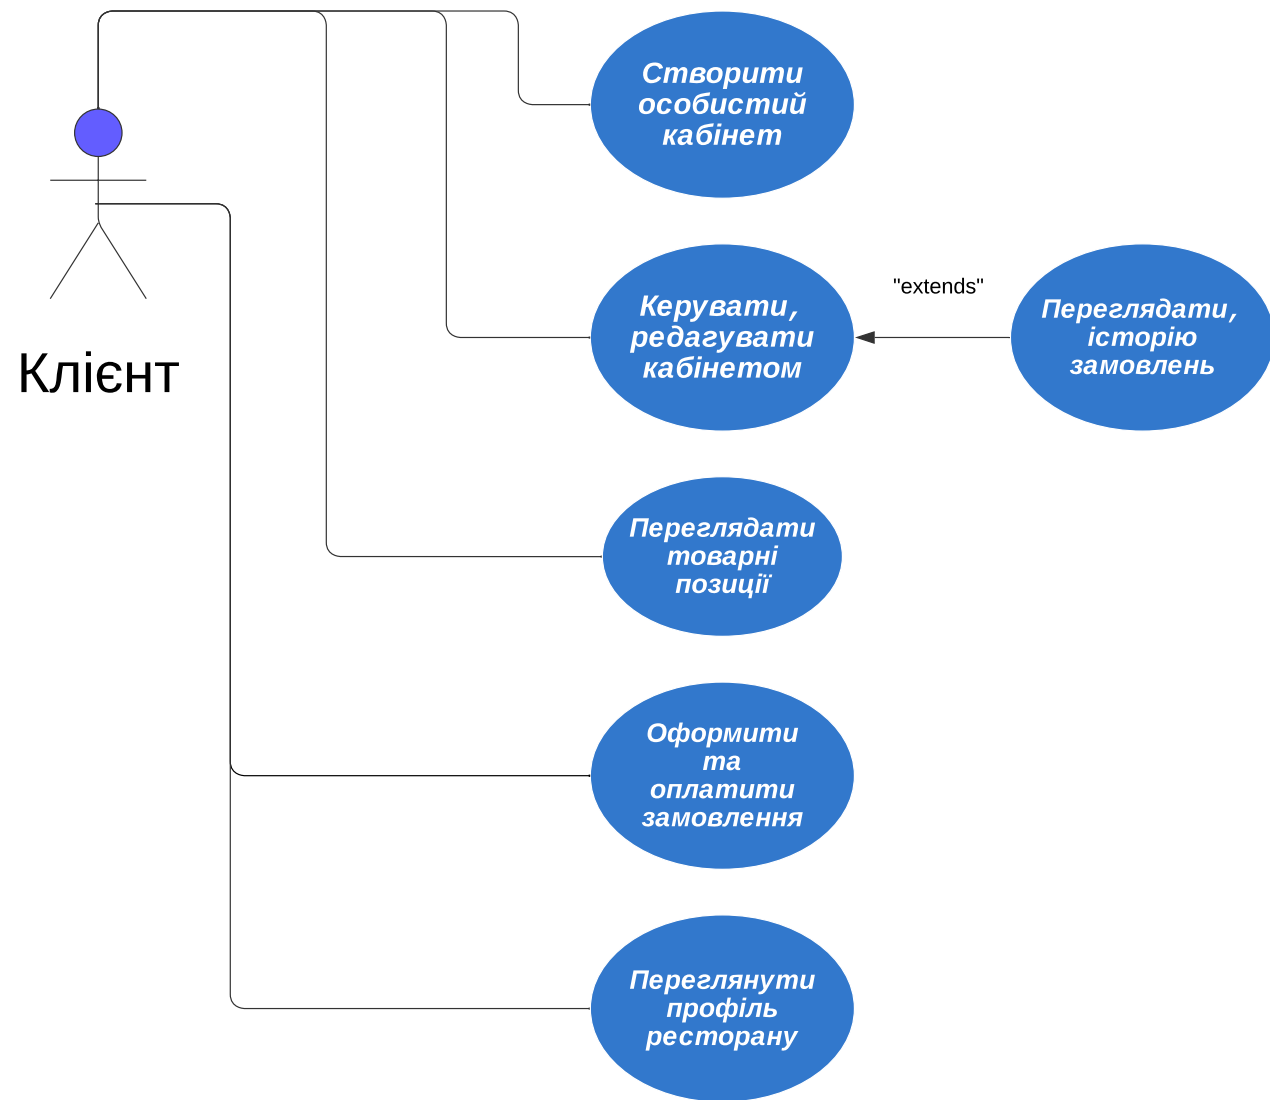 Створити
особистий
кабінет
Керувати,
редагувати
кабінетом
"extends"
Переглядати,
історію
замовлень
Клієнт
Переглядати
товарні
позиції
Оформити
та
оплатити
замовлення
Переглянути
профіль
ресторану